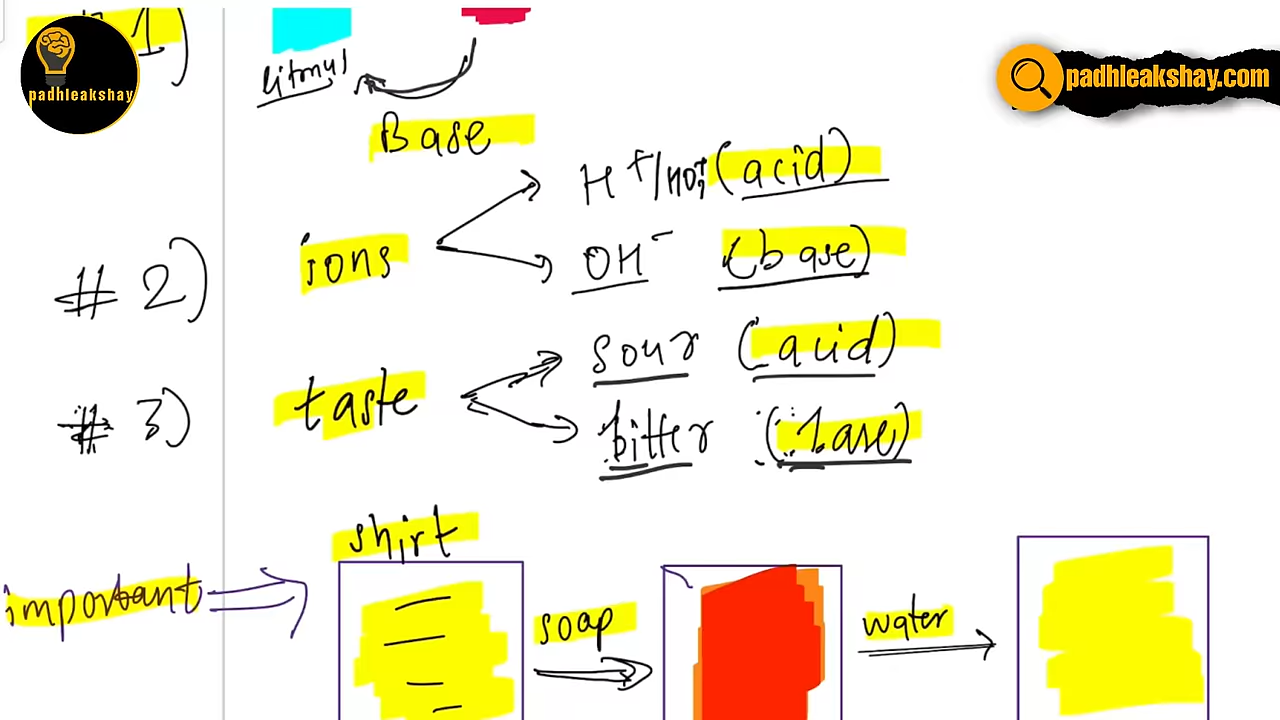 # 1)
padhleakshay
padhleakshay.com
litmus
Base
H+/H3O+ (acid)
# 2) ions
OH- (base)
sour (acid)
# 3) taste
bitter (base)
shirt
important
soap
water